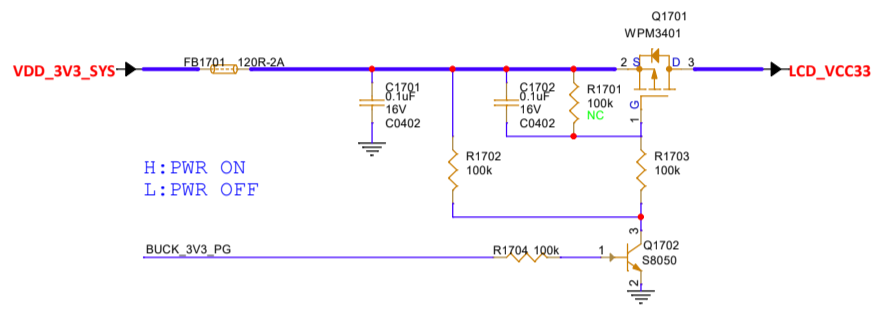 Q1701
WPM3401
VDD_3V3_SYS
FB1701
120R-2A
2
S
D
3
LCD_VCC33
C1701
0.1uF
16V
C0402
C1702
0.1uF
16V
C0402
R1701
100k
NC
G
1
R1702
100k
R1703
100k
H:PWR ON
L:PWR OFF
BUCK_3V3_PG
R1704
100k
1
3
Q1702
S8050
2